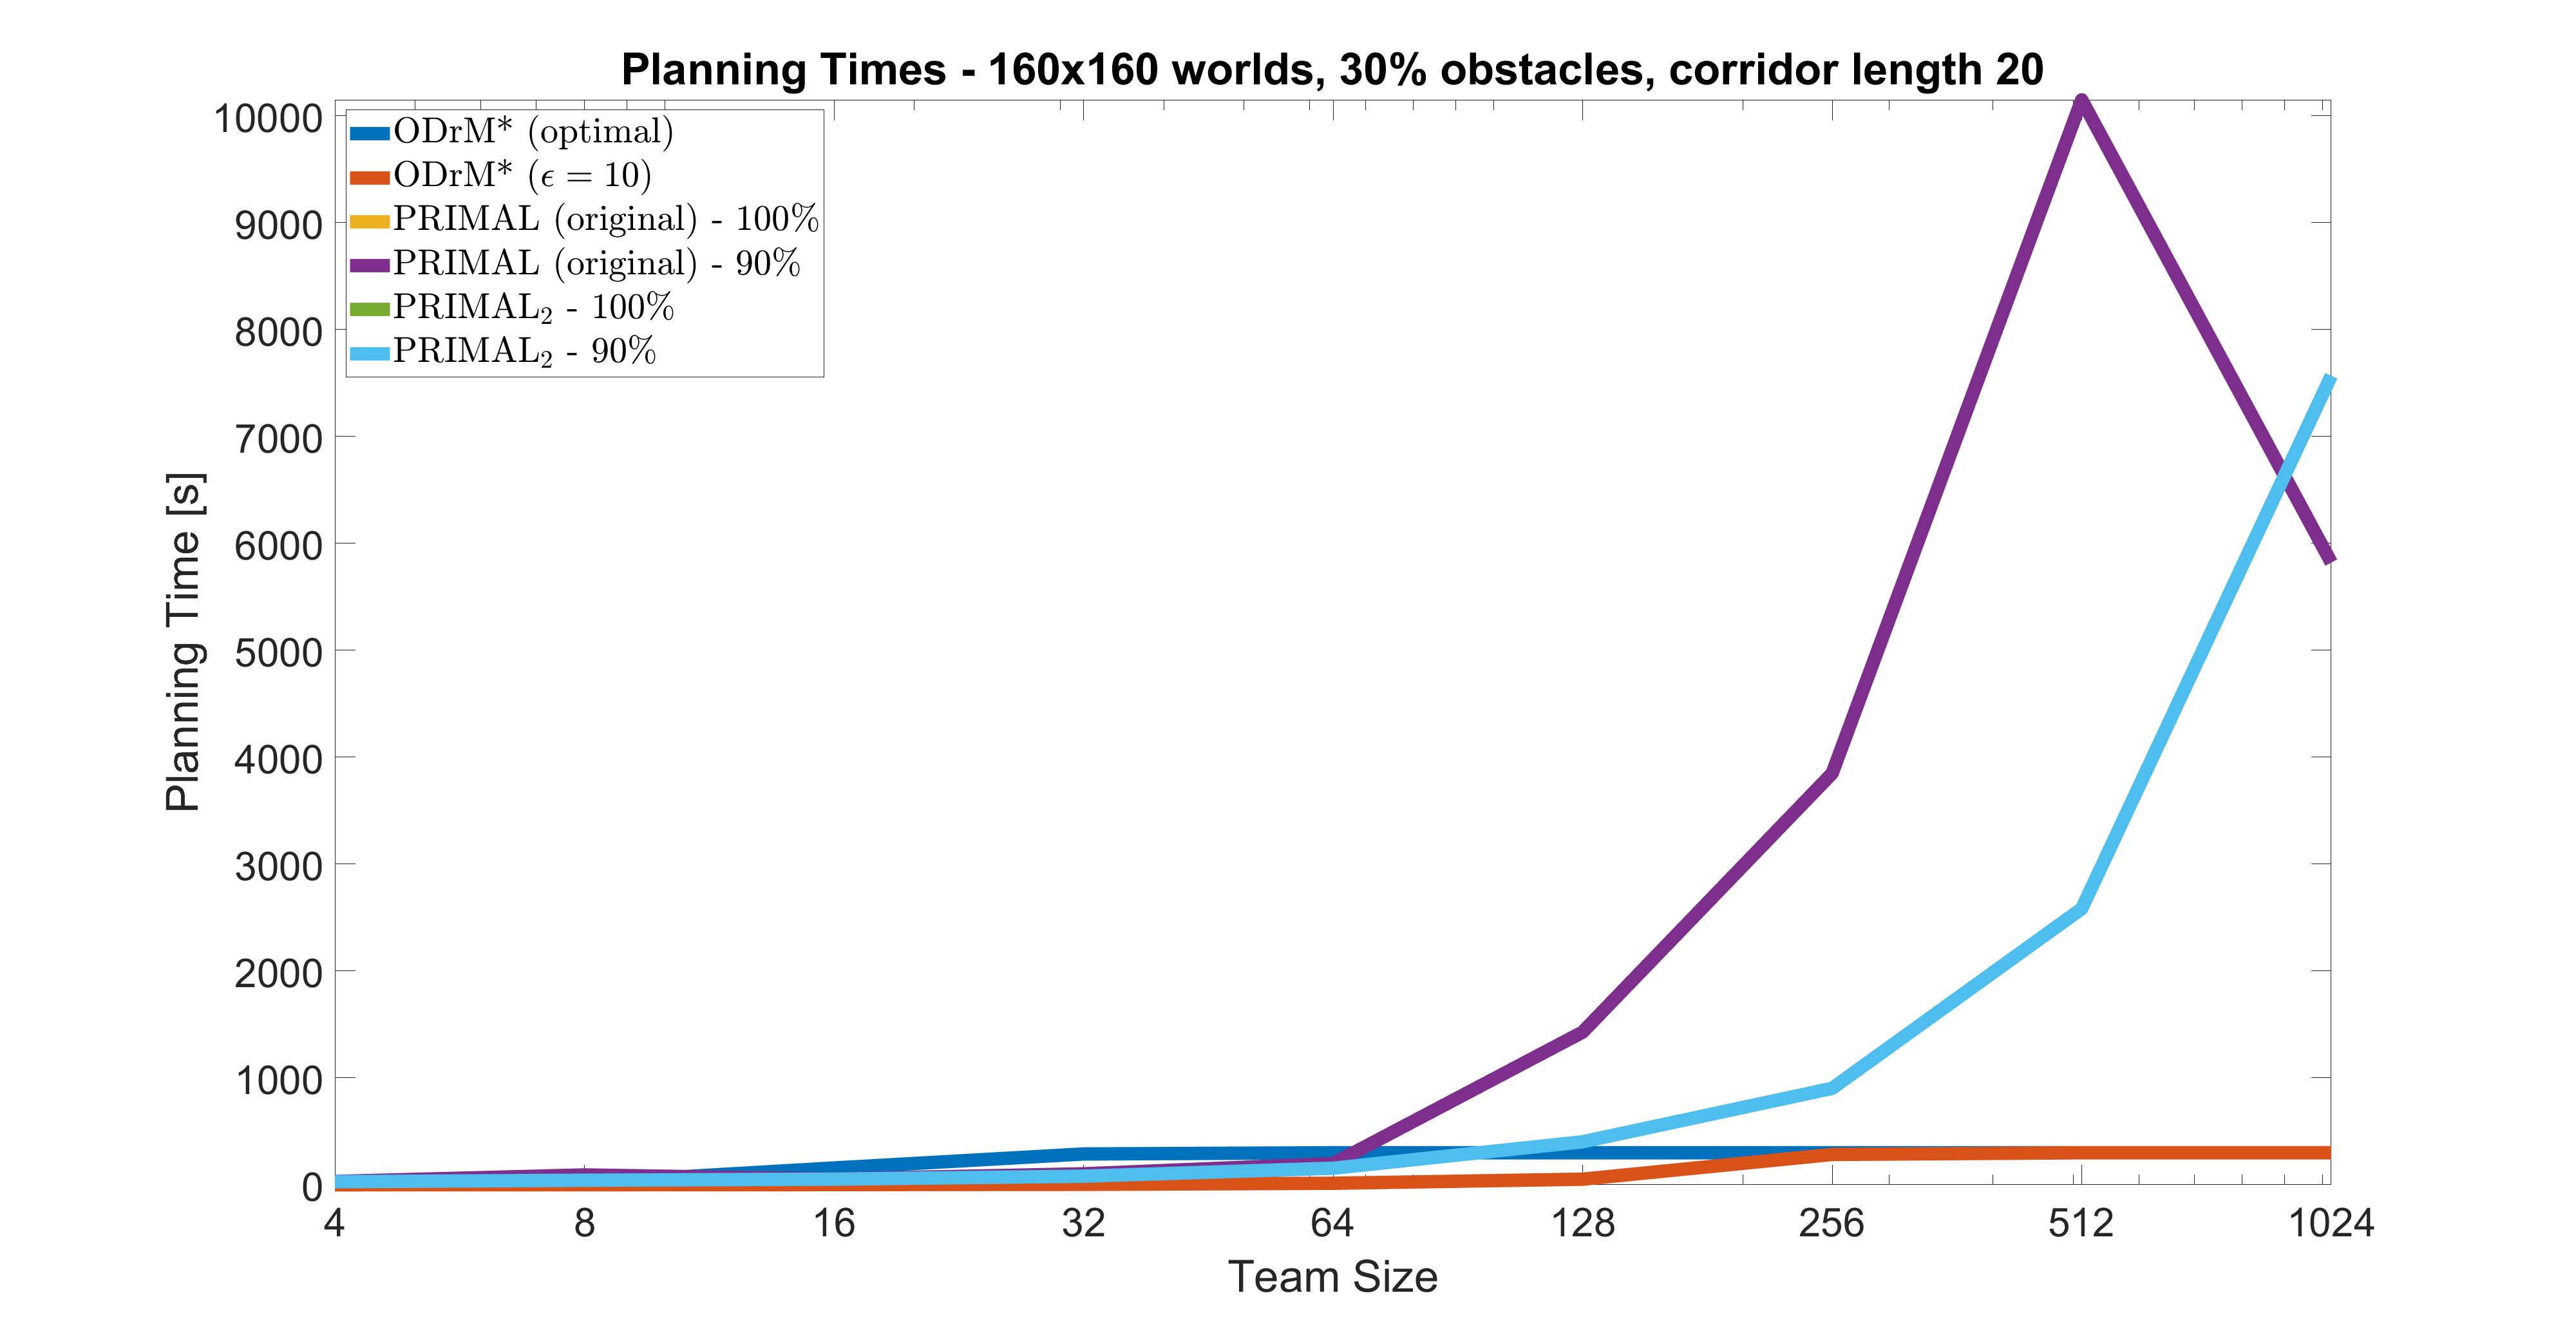 Planning Times - 160x160 worlds, 30% obstacles, corridor length 20
10000
9000
8000
7000
6000
5000
4000
3000
2000
1000
0
Planning Time [s]
ODrM* (optimal)
ODrM* (ϵ = 10)
PRIMAL (original) - 100%
PRIMAL (original) - 90%
PRIMAL₂ - 100%
PRIMAL₂ - 90%
4 8 16 32 64 128 256 512 1024
Team Size